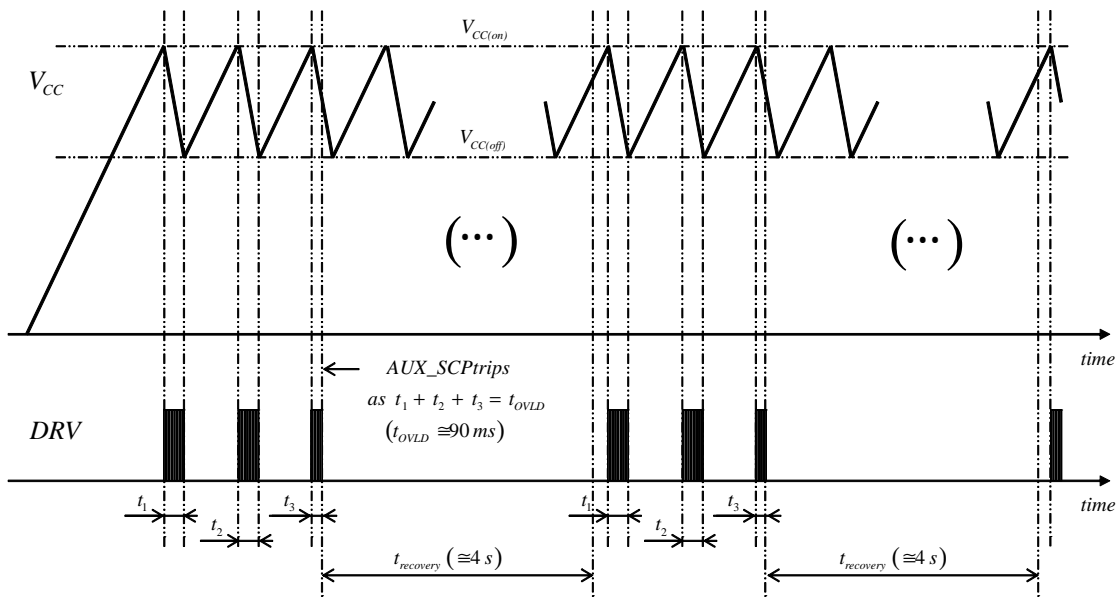 V_CC(on)
V_CC
V_CC(off)
(⋯)
(⋯)
time
AUX_SCPtrips
as t_1 + t_2 + t_3 = t_OVLD
(t_OVLD ≅90 ms)
DRV
time
t_1
t_2
t_3
t_1
t_2
t_3
t_recovery (≅4 s)
t_recovery (≅4 s)